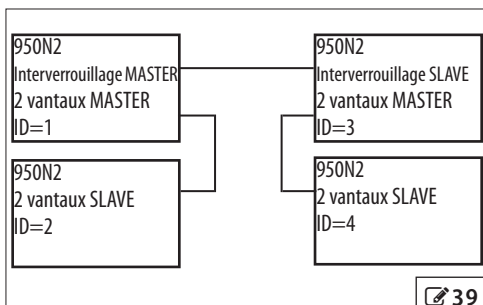 950N2
Interverrouillage MASTER
2 vantaux MASTER
ID=1
950N2
2 vantaux SLAVE
ID=2
950N2
Interverrouillage SLAVE
2 vantaux MASTER
ID=3
950N2
2 vantaux SLAVE
ID=4
39